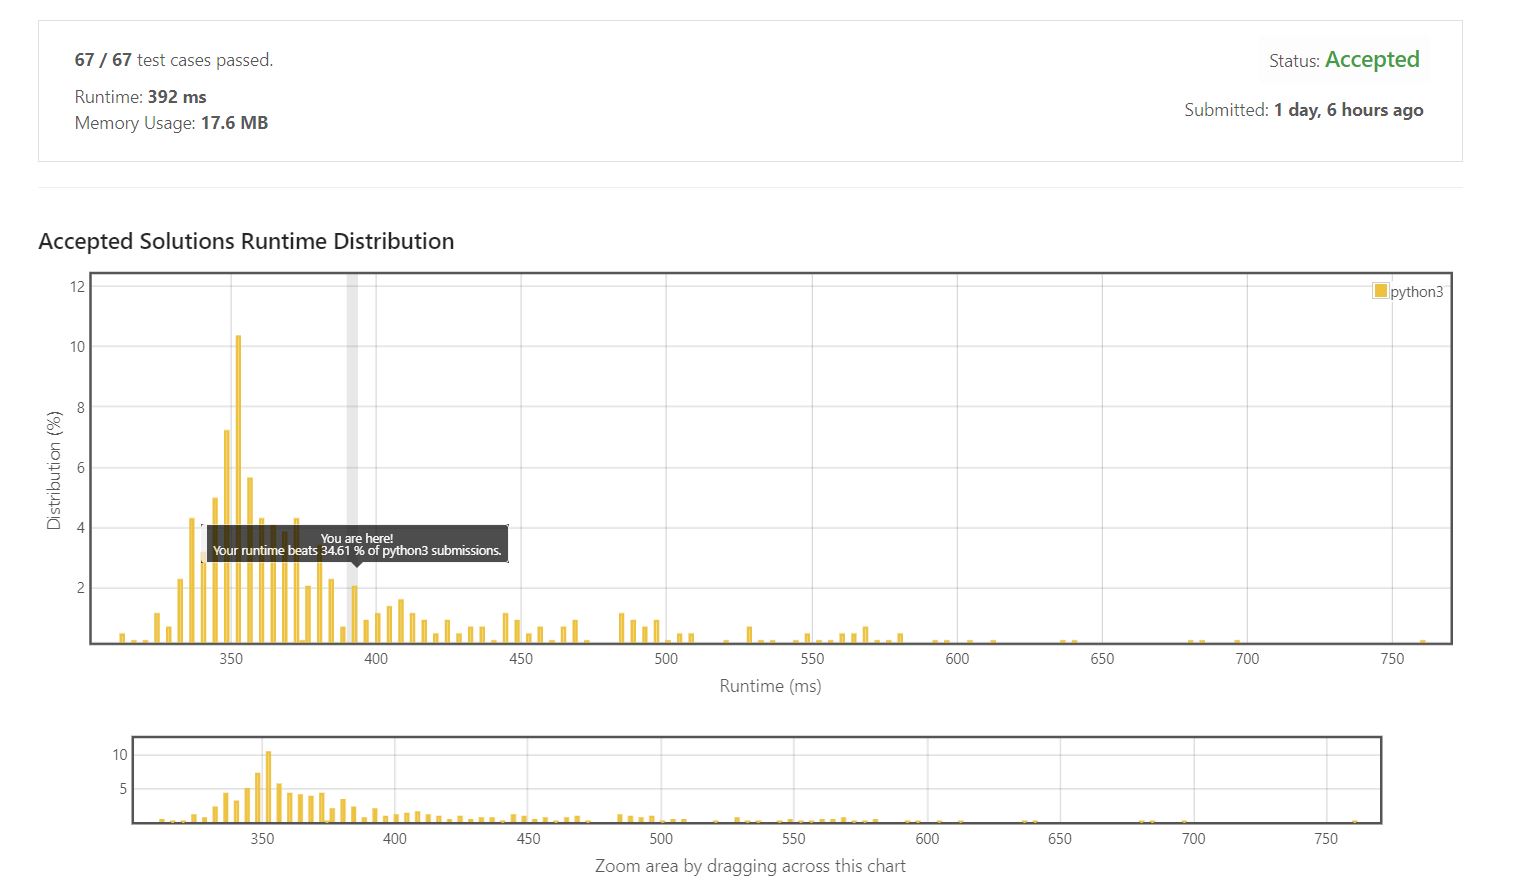 67 / 67 test cases passed.
Status: Accepted
Runtime: 392 ms
Memory Usage: 17.6 MB
Submitted: 1 day, 6 hours ago
Accepted Solutions Runtime Distribution
python3
12
10
8
6
4
2
Distribution (%)
You are here!
Your runtime beats 34.61 % of python3 submissions.
350 400 450 500 550 600 650 700 750
Runtime (ms)
10
5
350 400 450 500 550 600 650 700 750
Zoom area by dragging across this chart